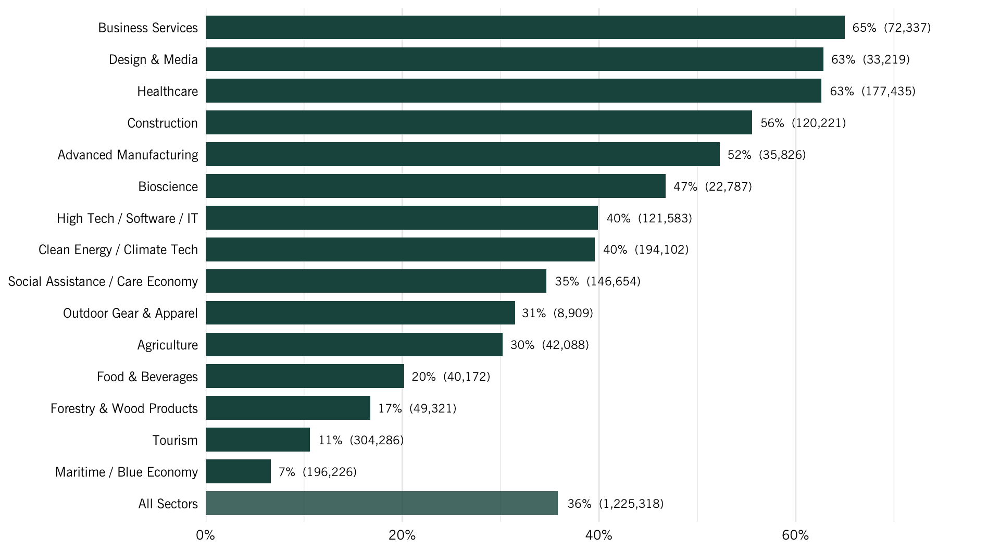 Business Services 65% (72,337)
Design & Media 63% (33,219)
Healthcare 63% (177,435)
Construction 56% (120,221)
Advanced Manufacturing 52% (35,826)
Bioscience 47% (22,787)
High Tech / Software / IT 40% (121,583)
Clean Energy / Climate Tech 40% (194,102)
Social Assistance / Care Economy 35% (146,654)
Outdoor Gear & Apparel 31% (8,909)
Agriculture 30% (42,088)
Food & Beverages 20% (40,172)
Forestry & Wood Products 17% (49,321)
Tourism 11% (304,286)
Maritime / Blue Economy 7% (196,226)
All Sectors 36% (1,225,318)
0% 20% 40% 60%